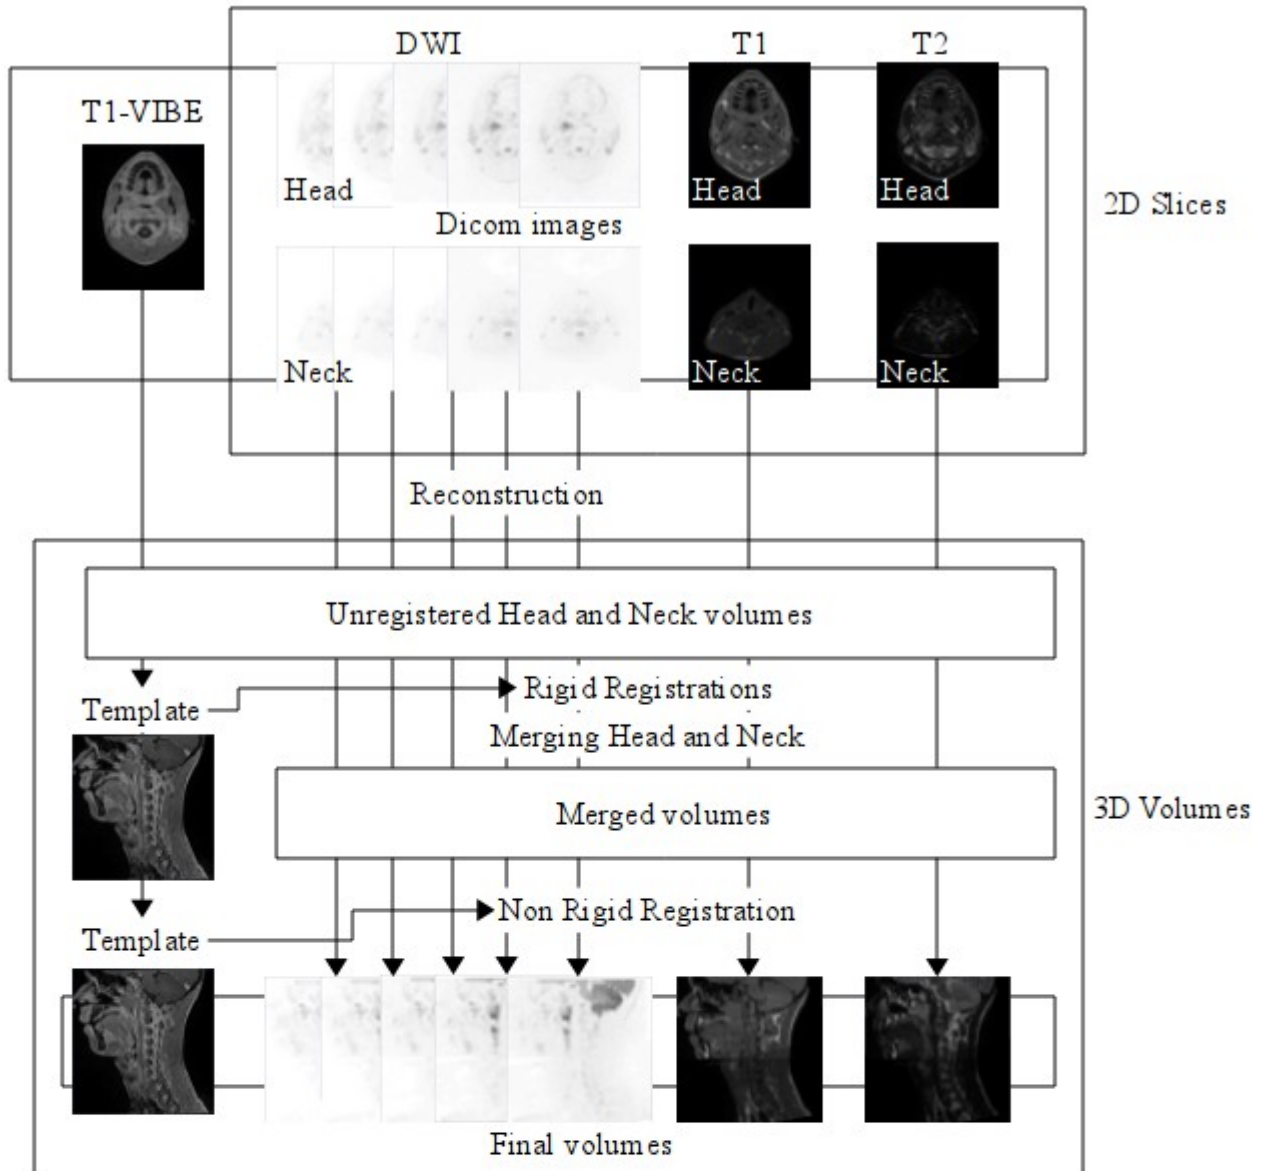 DWI
T1
T2
T1-VIBE
Head
Head
Head
Dicom images
2D Slices
Neck
Neck
Neck
Reconstruction
Unregistered Head and Neck volumes
Rigid Registrations
Template
Merging Head and Neck
Merged volumes
3D Volumes
Non Rigid Registration
Template
Final volumes